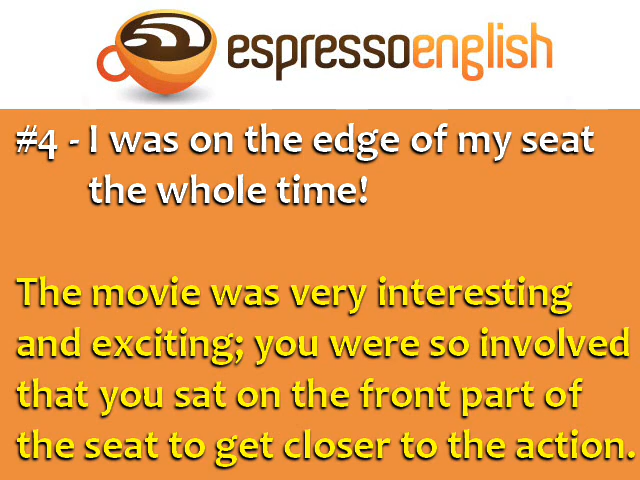 espressoenglish
#4 - I was on the edge of my seat
the whole time!
The movie was very interesting
and exciting; you were so involved
that you sat on the front part of
the seat to get closer to the action.